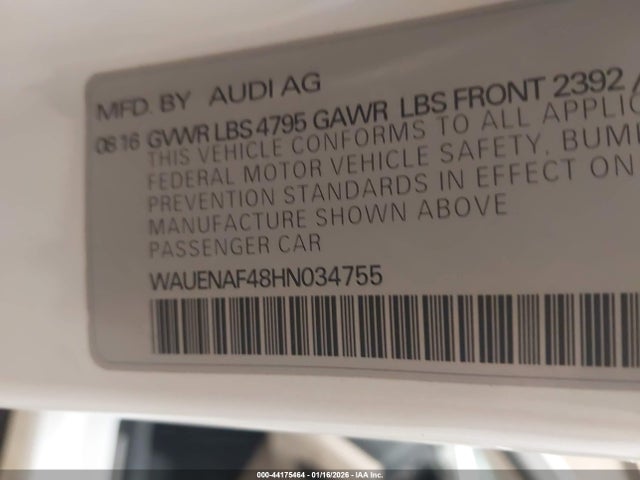 MFD. BY AUDI AG
08 16 GVWR LBS 4795 GAWR LBS FRONT 2392
THIS VEHICLE CONFORMS TO ALL APPLIC
FEDERAL MOTOR VEHICLE SAFETY, BUM
PREVENTION STANDARDS IN EFFECT ON
MANUFACTURE SHOWN ABOVE
PASSENGER CAR
WAUENAF48HN034755
000-44175464 - 01/16/2026 - IAA Inc.